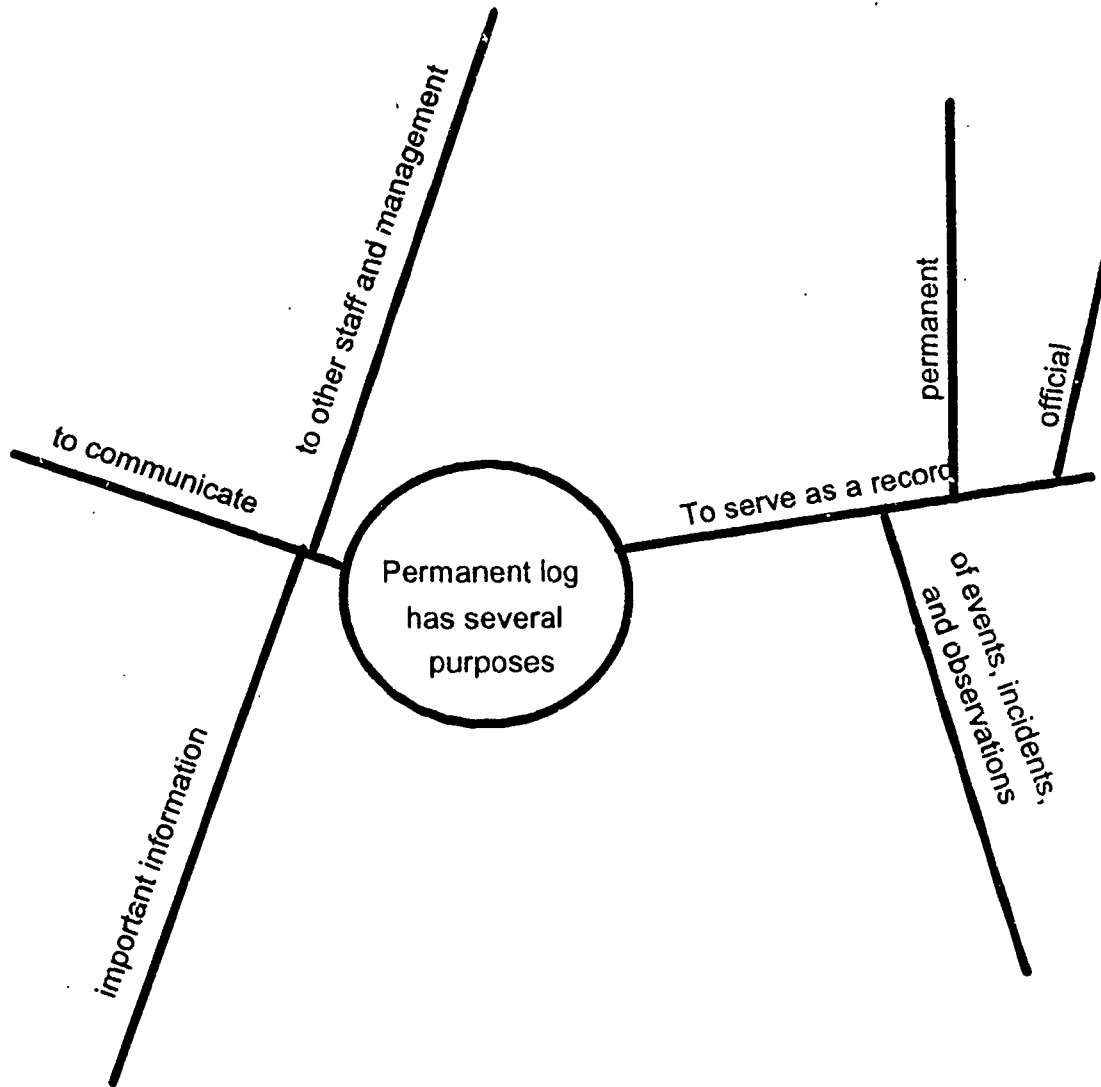 to communicate
to other staff and management
important information
Permanent log
has several
purposes
To serve as a record
permanent
official
of events, incidents,
and observations